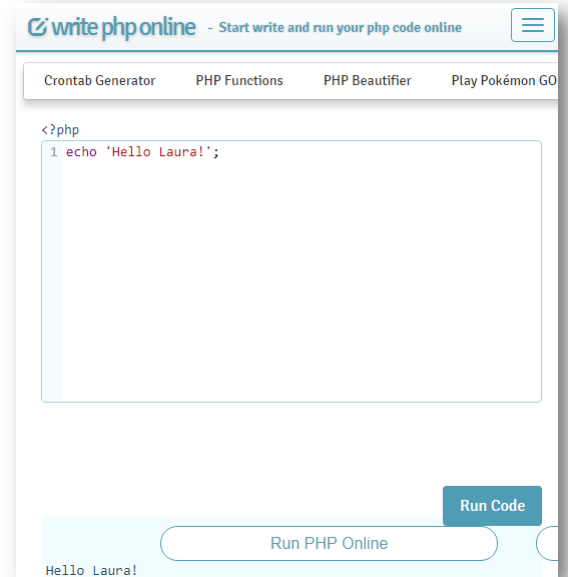 write php online - Start write and run your php code online
Crontab Generator PHP Functions PHP Beautifier Play Pokémon GO
<?php
1 echo 'Hello Laura!';
Run Code
Run PHP Online
Hello Laura!